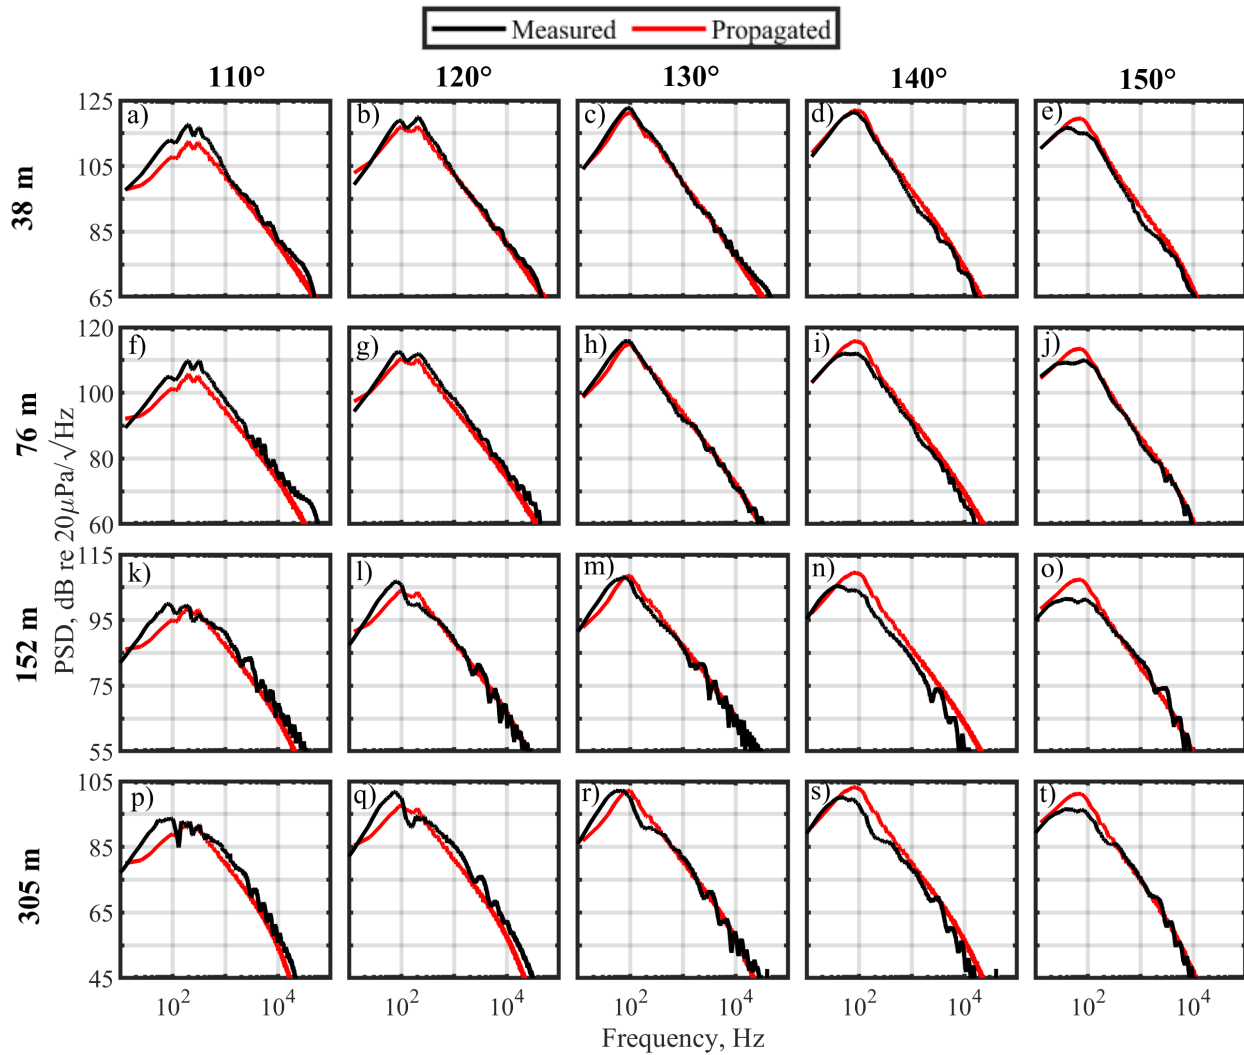 Measured Propagated
110° 120° 130° 140° 150°
125
105
85
65
38 m
a) b) c) d) e)
120
100
80
60
76 m
f) g) h) i) j)
PSD, dB re 20μPa/√Hz
115
95
75
55
152 m
k) l) m) n) o)
105
85
65
45
305 m
p) q) r) s) t)
10² 10⁴ 10² 10⁴ 10² 10⁴ 10² 10⁴ 10² 10⁴
Frequency, Hz